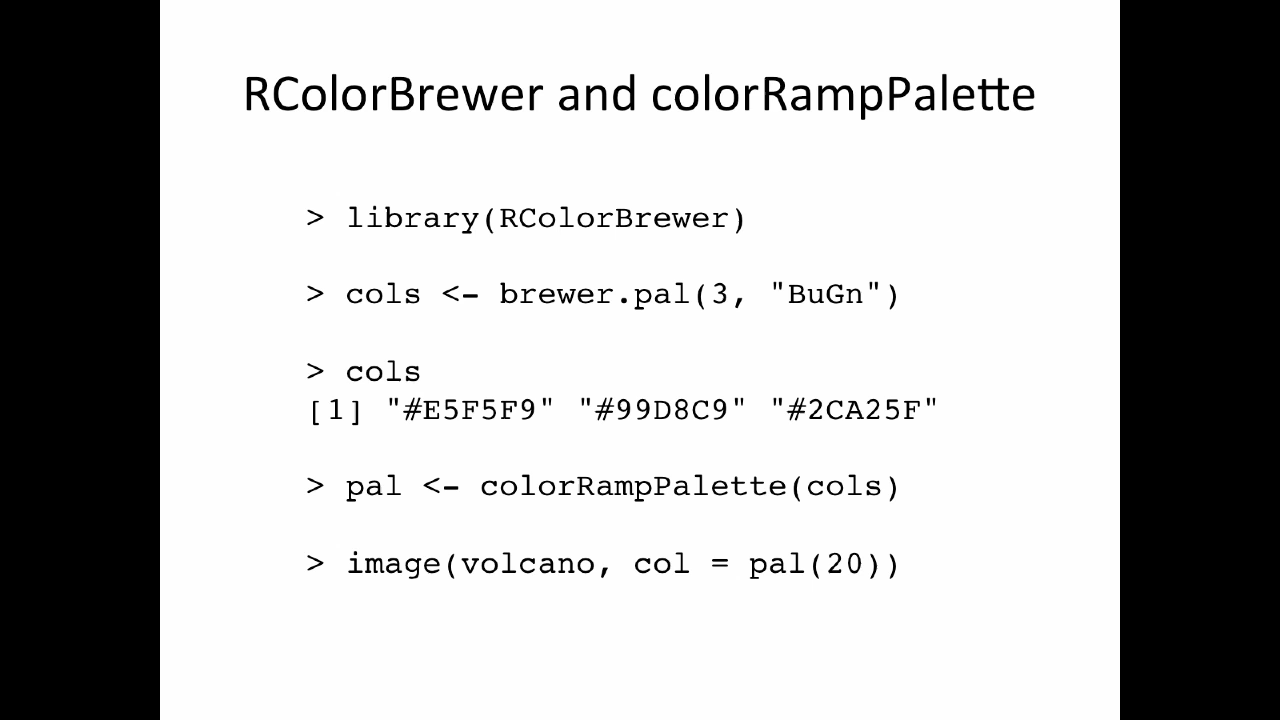 RColorBrewer and colorRampPalette
> library(RColorBrewer)
> cols <- brewer.pal(3, "BuGn")
> cols
[1] "#E5F5F9" "#99D8C9" "#2CA25F"
> pal <- colorRampPalette(cols)
> image(volcano, col = pal(20))